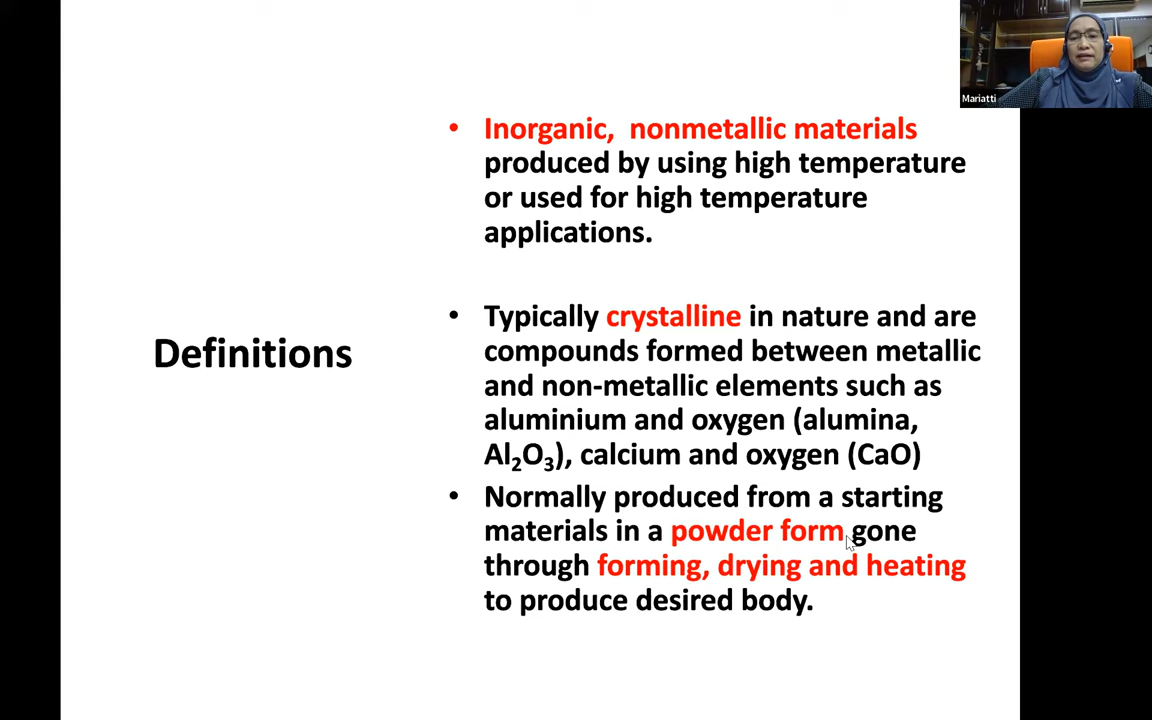 Mariatti
Definitions
• Inorganic, nonmetallic materials
produced by using high temperature
or used for high temperature
applications.
• Typically crystalline in nature and are
compounds formed between metallic
and non-metallic elements such as
aluminium and oxygen (alumina,
Al₂O₃), calcium and oxygen (CaO)
• Normally produced from a starting
materials in a powder form gone
through forming, drying and heating
to produce desired body.